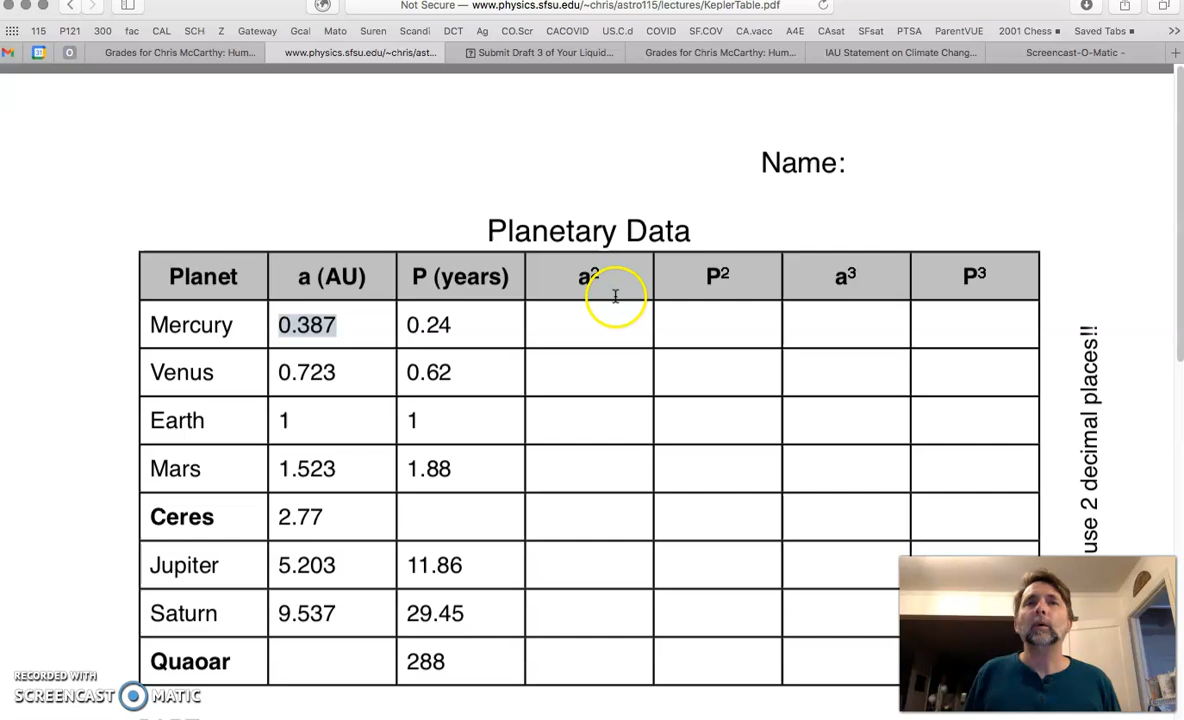 Not Secure — www.physics.sfsu.edu/~chris/astro115/lectures/KeplerTable.pdf
115 P121 300 fac CAL SCH Z Gateway Gcal Mato Suren Scandi DCT Ag CO.Scr CACOVID US.C.d COVID SF.COV CA.vacc A4E CAsat SFsat PTSA ParentVUE 2001 Chess Saved Tabs >>
Grades for Chris McCarthy: Hum... www.physics.sfsu.edu/~chris/ast... Submit Draft 3 of Your Liquid... Grades for Chris McCarthy: Hum... IAU Statement on Climate Chang... Screencast-O-Matic - +
Name:
Planetary Data
Planet a (AU) P (years) a² P² a³ P³
Mercury 0.387 0.24
Venus 0.723 0.62
Earth 1 1
Mars 1.523 1.88
Ceres 2.77
Jupiter 5.203 11.86
Saturn 9.537 29.45
Quaoar 288
use 2 decimal places!!
RECORDED WITH
SCREENCAST MATIC